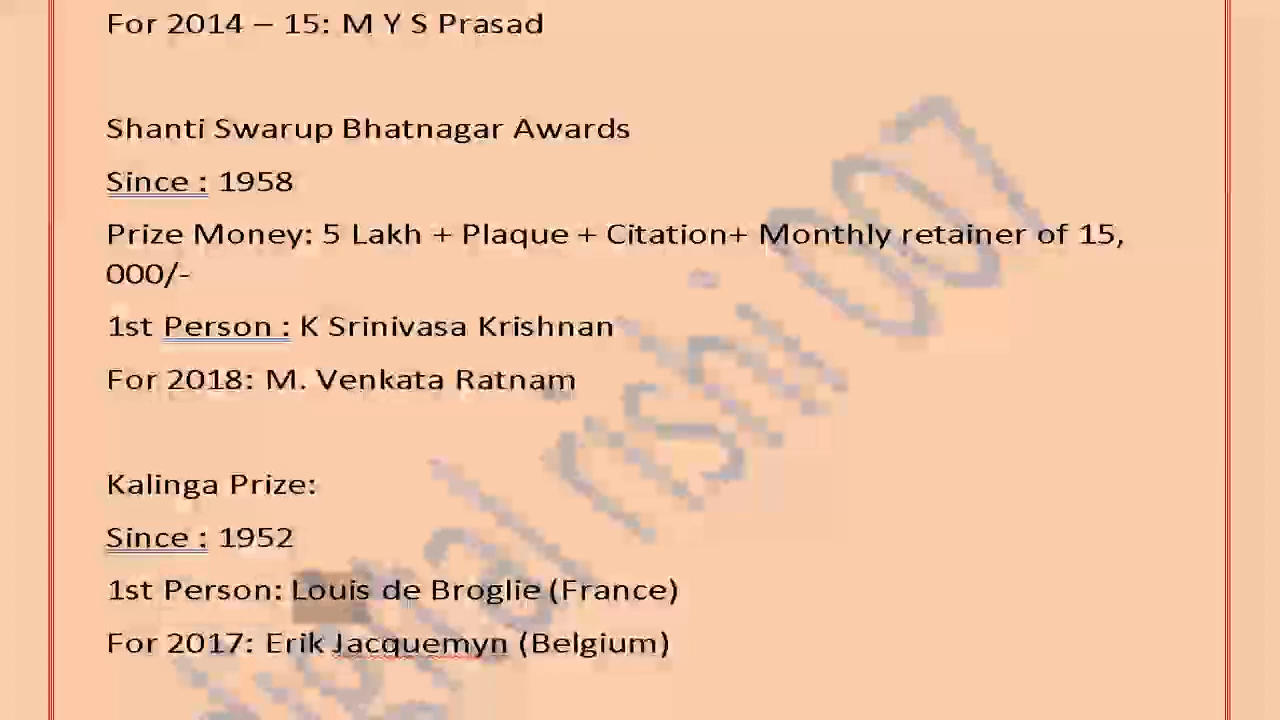 For 2014 – 15: M Y S Prasad
Shanti Swarup Bhatnagar Awards
Since : 1958
Prize Money: 5 Lakh + Plaque + Citation+ Monthly retainer of 15,
000/-
1st Person : K Srinivasa Krishnan
For 2018: M. Venkata Ratnam
Kalinga Prize:
Since : 1952
1st Person: Louis de Broglie (France)
For 2017: Erik Jacquemyn (Belgium)